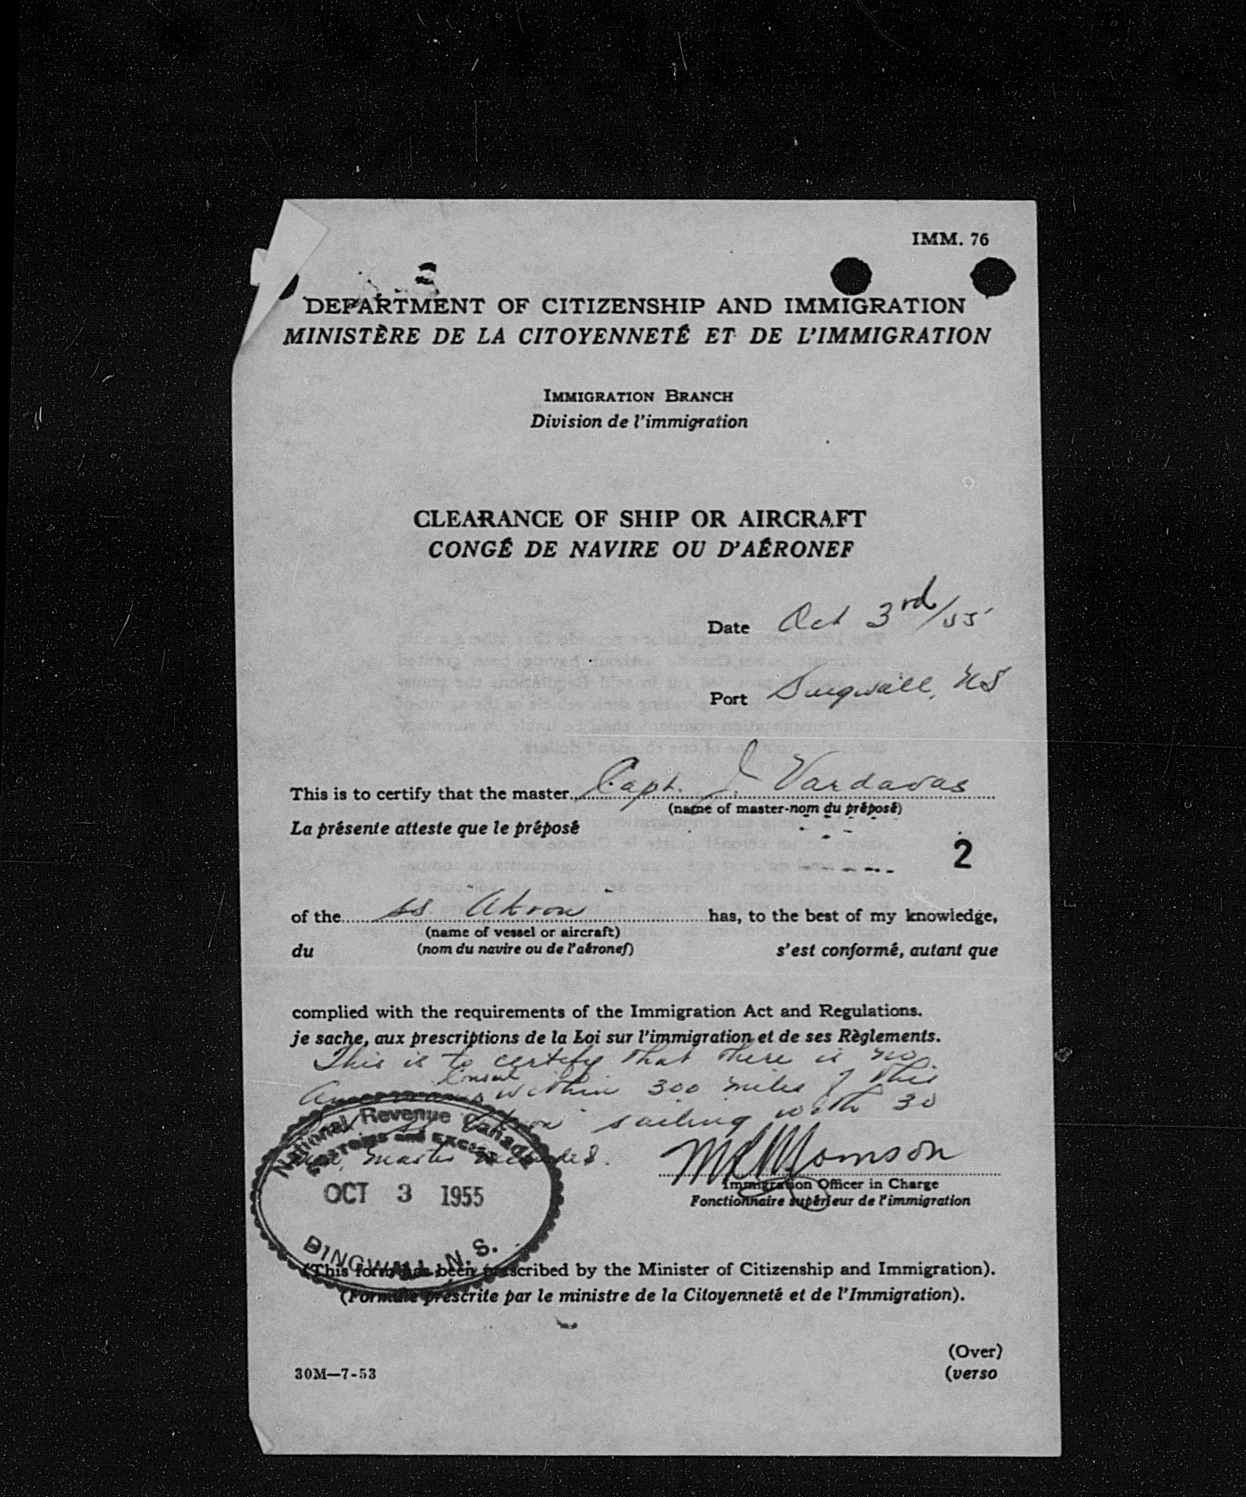 IMM. 76
DEPARTMENT OF CITIZENSHIP AND IMMIGRATION
MINISTÈRE DE LA CITOYENNETÉ ET DE L'IMMIGRATION
IMMIGRATION BRANCH
Division de l'immigration
CLEARANCE OF SHIP OR AIRCRAFT
CONGÉ DE NAVIRE OU D'AÉRONEF
Date Oct 3rd/55
Port Dingwall, NS
This is to certify that the master Capt. J. Vardavas
(name of master-nom du préposé)
La présente atteste que le préposé
2
of the ss Akron has, to the best of my knowledge,
(name of vessel or aircraft)
du (nom du navire ou de l'aéronef) s'est conformé, autant que
complied with the requirements of the Immigration Act and Regulations.
je sache, aux prescriptions de la Loi sur l'immigration et de ses Règlements.
This is to certify that there is no
Consul
within 300 miles of this
sailing with 30
master included.
National Revenue Canada
Customs and Excise
OCT 3 1955
DINGWALL, N. S.
Immigration Officer in Charge
Fonctionnaire supérieur de l'immigration
(This form has been prescribed by the Minister of Citizenship and Immigration).
(Formule prescrite par le ministre de la Citoyenneté et de l'Immigration).
(Over)
30M—7-53 (verso